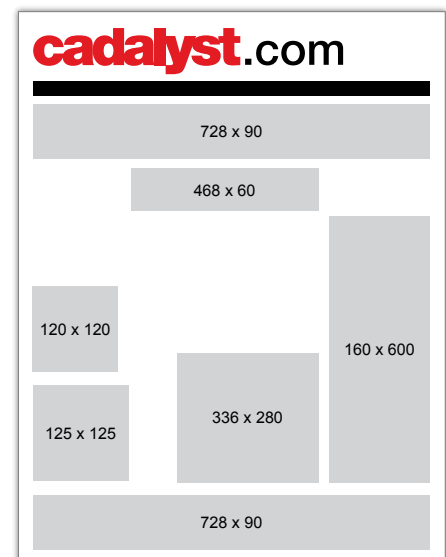 cadalyst.com
728 x 90
468 x 60
120 x 120
160 x 600
336 x 280
125 x 125
728 x 90